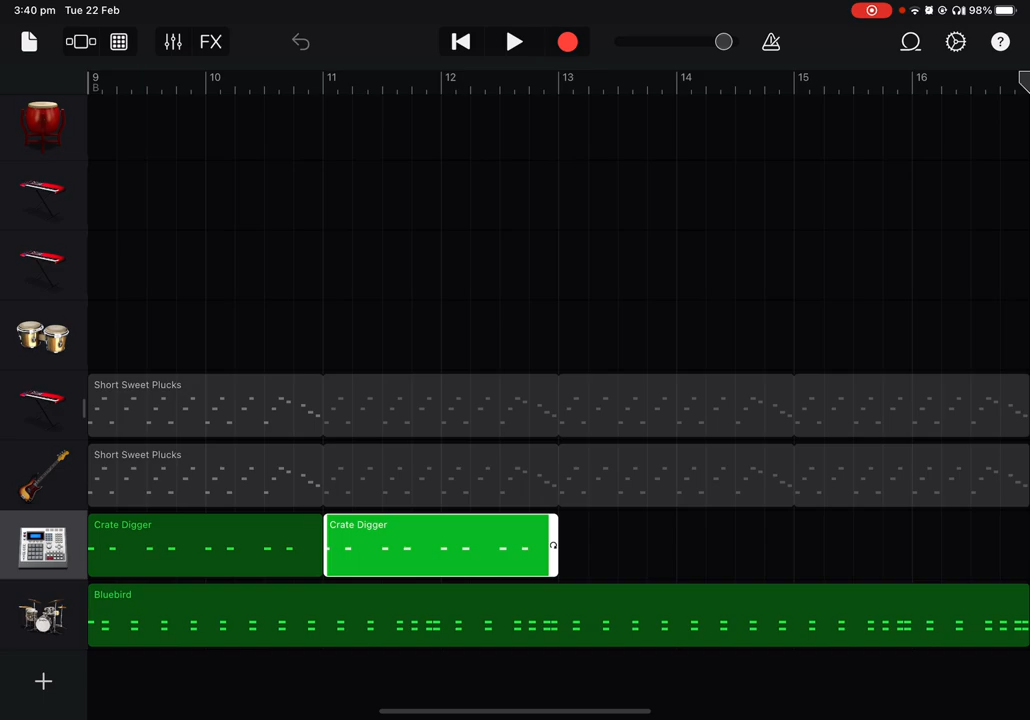 3:40 pm Tue 22 Feb
98%
FX
?
9 10 11 12 13 14 15 16
B
Short Sweet Plucks
Short Sweet Plucks
Crate Digger Crate Digger
Bluebird
+